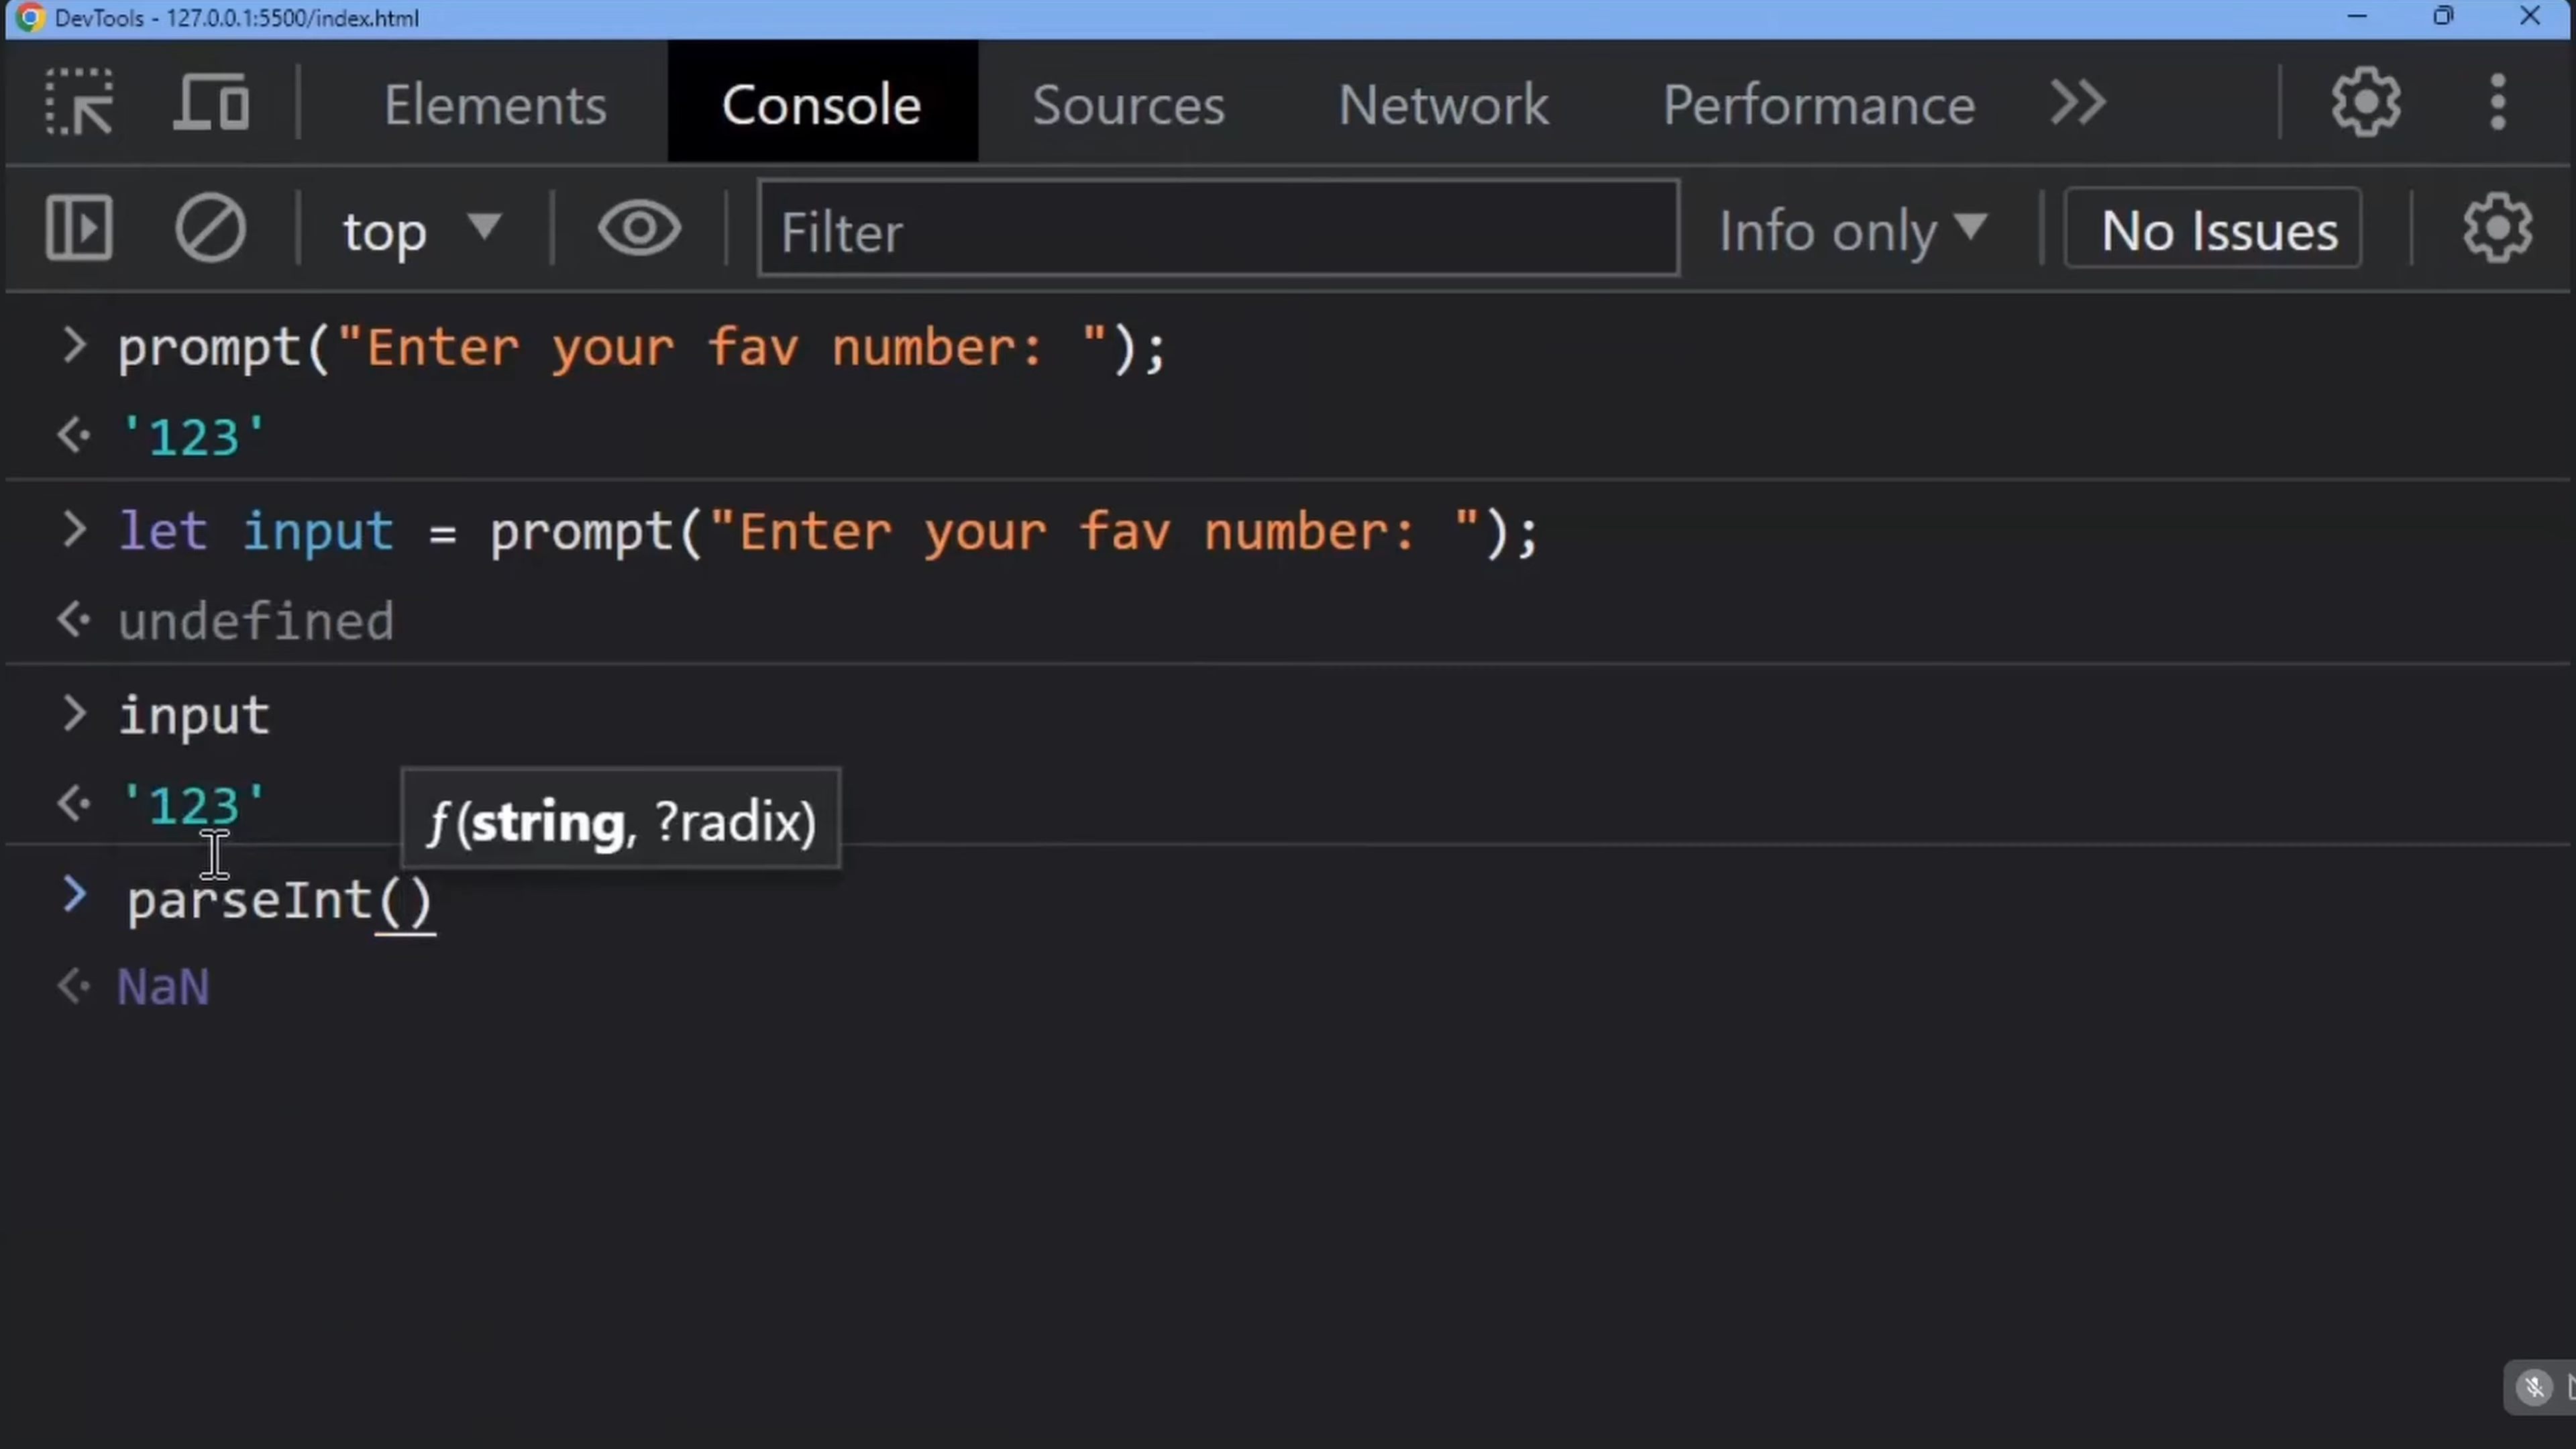 DevTools - 127.0.0.1:5500/index.html
Elements Console Sources Network Performance
top Filter Info only No Issues
> prompt("Enter your fav number: ");
'123'
> let input = prompt("Enter your fav number: ");
undefined
> input
'123'
ƒ(string, ?radix)
> parseInt()
NaN